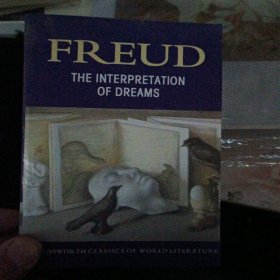 FREUD
THE INTERPRETATION
OF DREAMS
CLASSICS OF WORLD LITERATURE